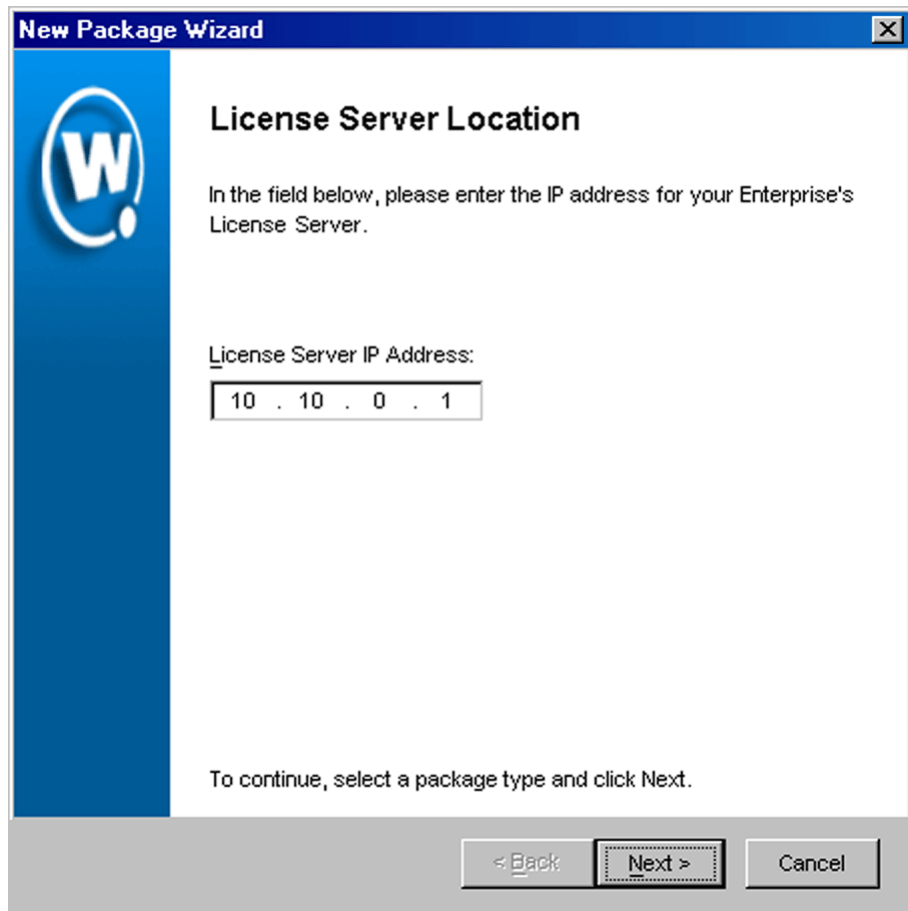 New Package Wizard
W
License Server Location
In the field below, please enter the IP address for your Enterprise's
License Server.
License Server IP Address:
10 . 10 . 0 . 1
To continue, select a package type and click Next.
< Back Next > Cancel